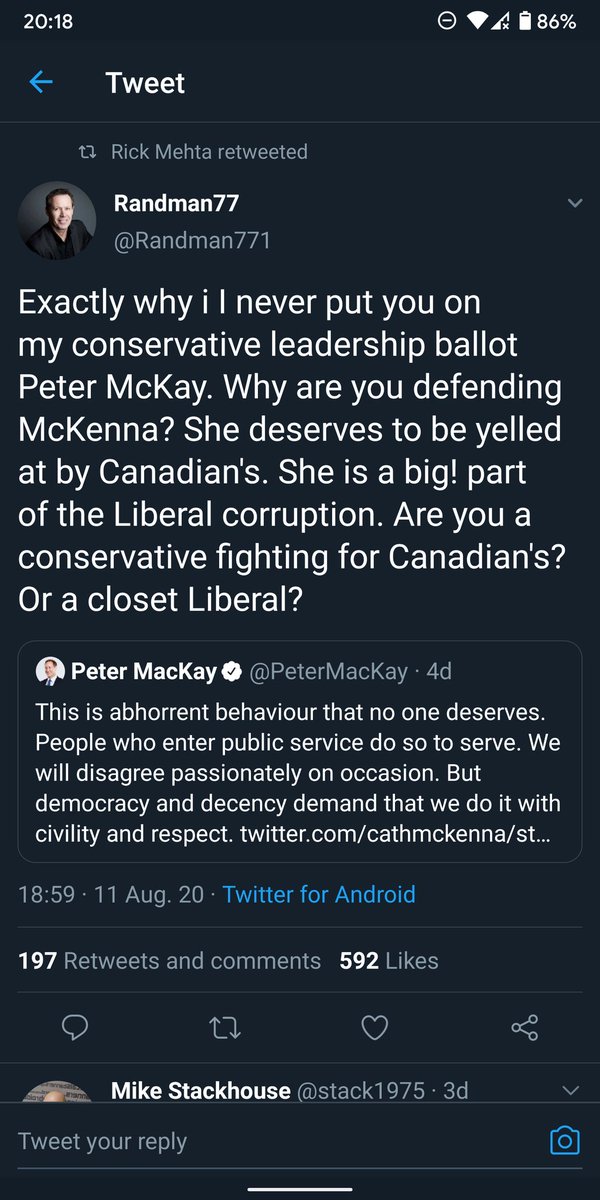 20:18
86%
Tweet
Rick Mehta retweeted
Randman77
@Randman771
Exactly why i I never put you on
my conservative leadership ballot
Peter McKay. Why are you defending
McKenna? She deserves to be yelled
at by Canadian's. She is a big! part
of the Liberal corruption. Are you a
conservative fighting for Canadian's?
Or a closet Liberal?
Peter MacKay @PeterMacKay · 4d
This is abhorrent behaviour that no one deserves.
People who enter public service do so to serve. We
will disagree passionately on occasion. But
democracy and decency demand that we do it with
civility and respect. twitter.com/cathmckenna/st…
18:59 · 11 Aug. 20 · Twitter for Android
197 Retweets and comments 592 Likes
Mike Stackhouse @stack1975 · 3d
Tweet your reply